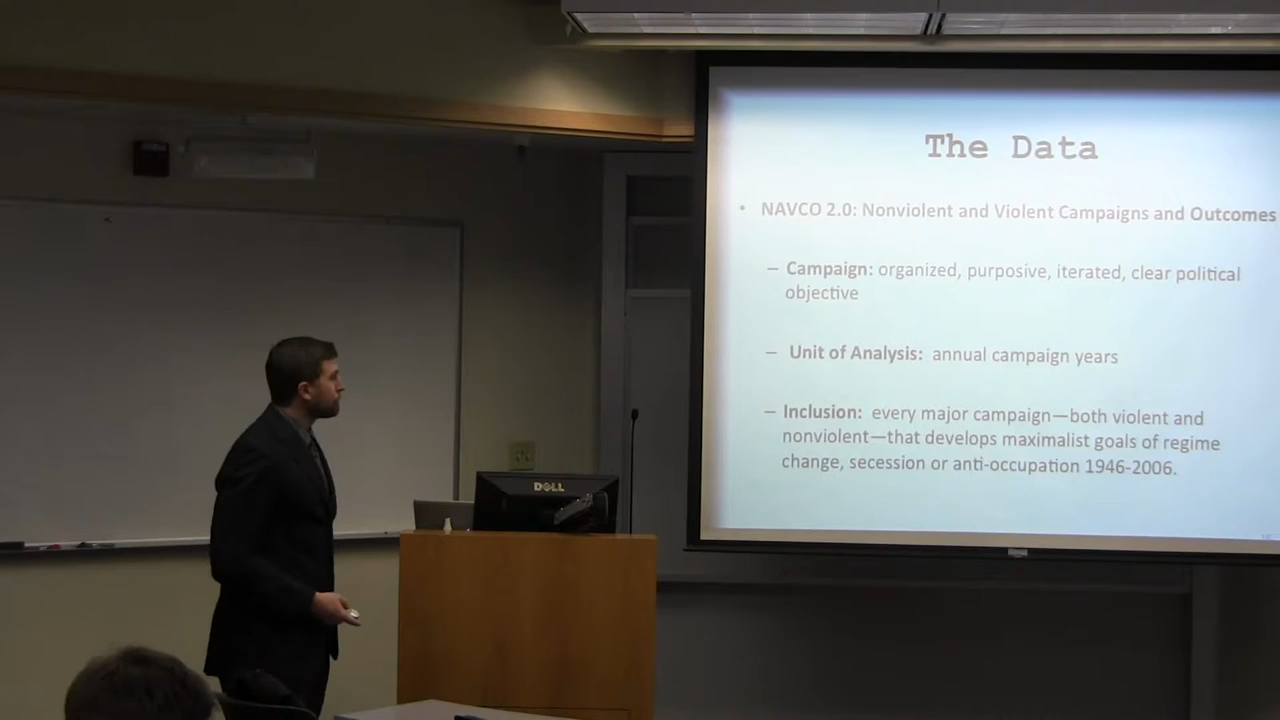 The Data
• NAVCO 2.0: Nonviolent and Violent Campaigns and Outcomes
– Campaign: organized, purposive, iterated, clear political
objective
– Unit of Analysis: annual campaign years
– Inclusion: every major campaign—both violent and
nonviolent—that develops maximalist goals of regime
change, secession or anti-occupation 1946-2006.
DELL